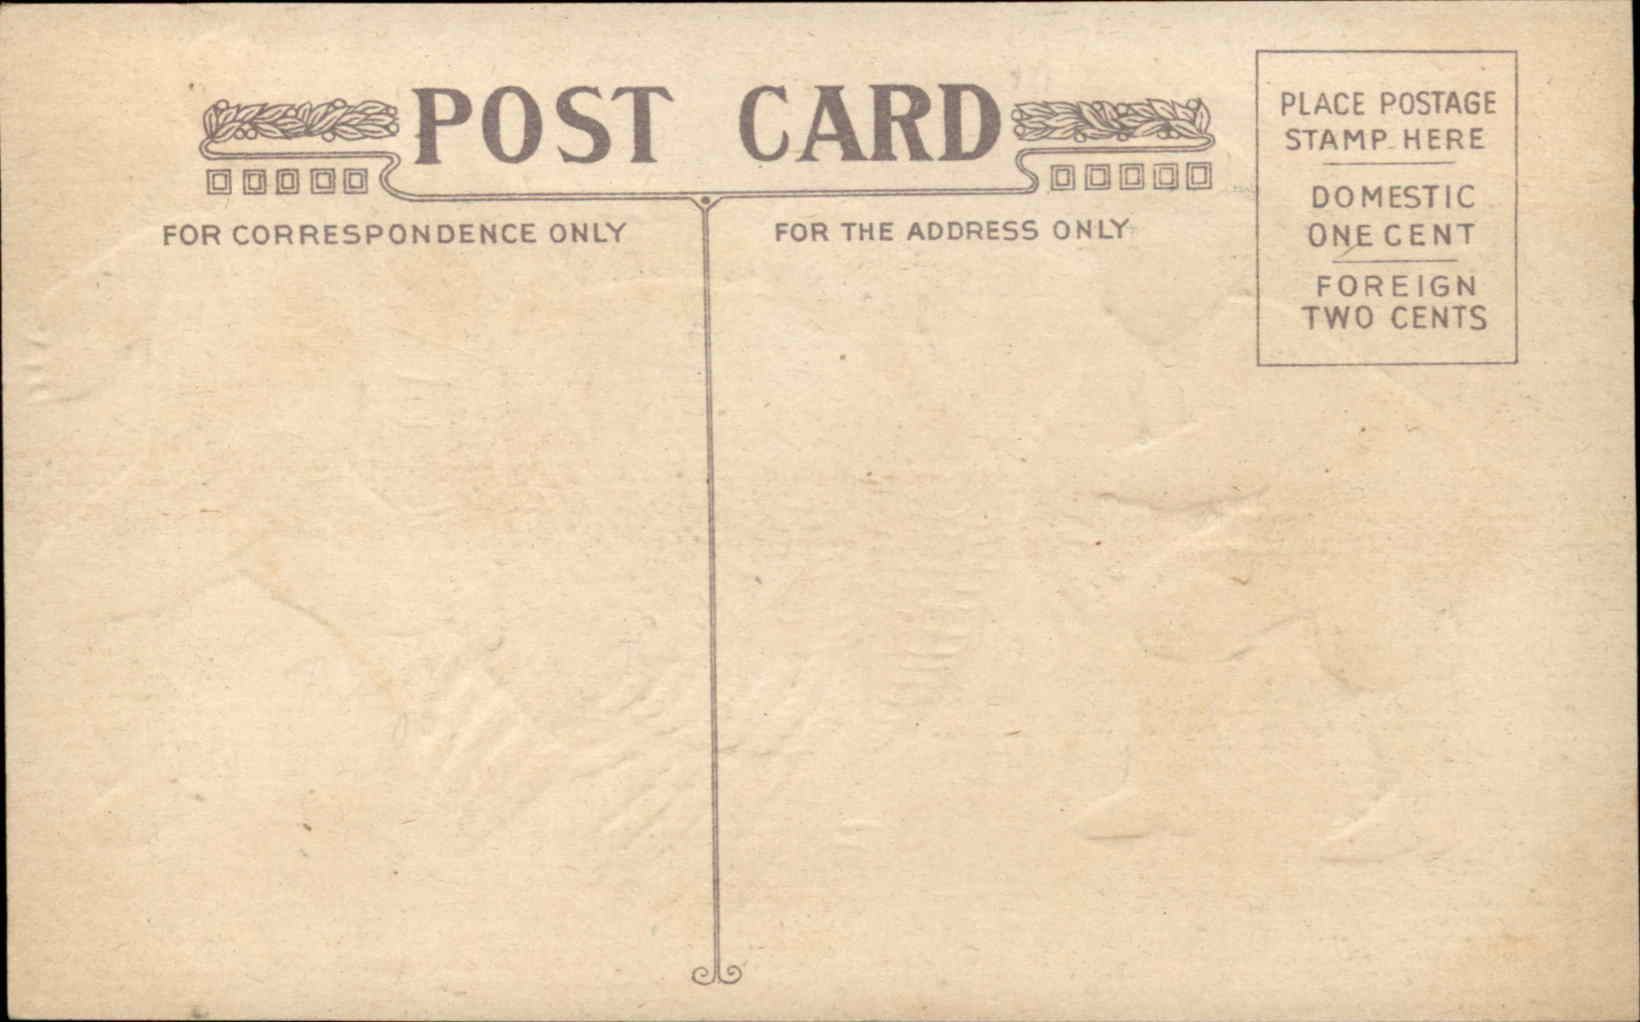 POST CARD
FOR CORRESPONDENCE ONLY
FOR THE ADDRESS ONLY
PLACE POSTAGE
STAMP HERE
DOMESTIC
ONE CENT
FOREIGN
TWO CENTS